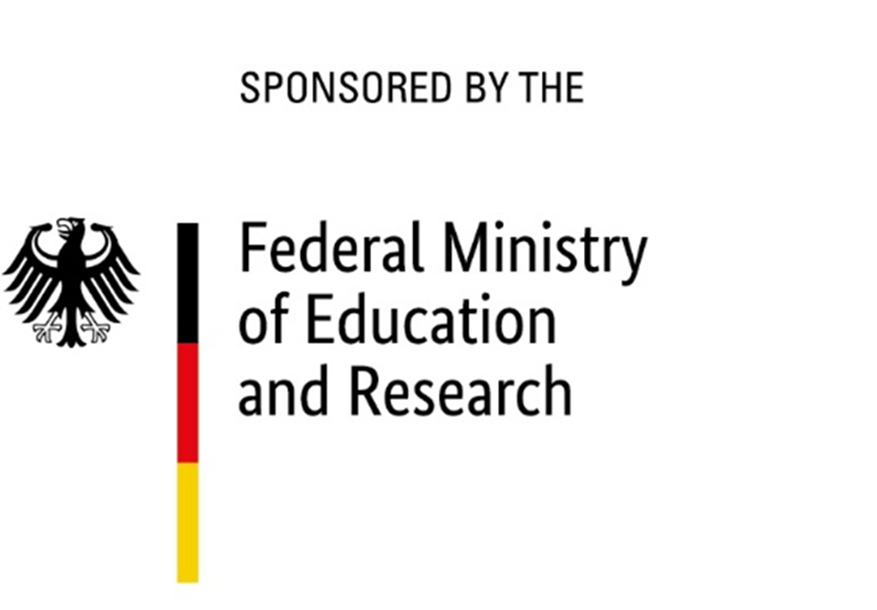 SPONSORED BY THE
Federal Ministry
of Education
and Research